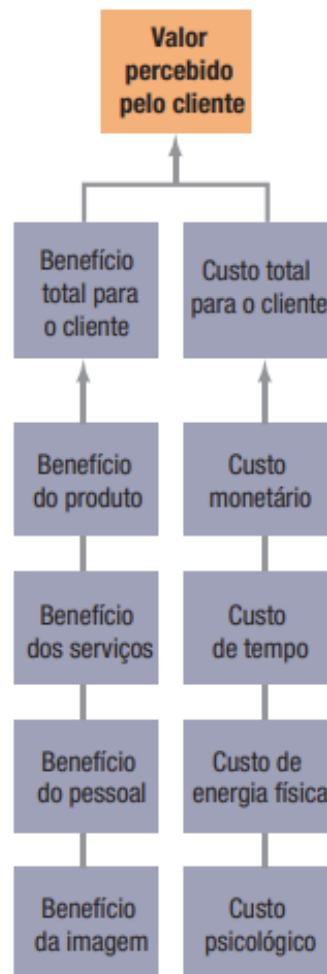 Valor
percebido
pelo cliente
Benefício
total para
o cliente
Custo total
para o cliente
Benefício
do produto
Custo
monetário
Benefício
dos serviços
Custo
de tempo
Benefício
do pessoal
Custo de
energia física
Benefício
da imagem
Custo
psicológico